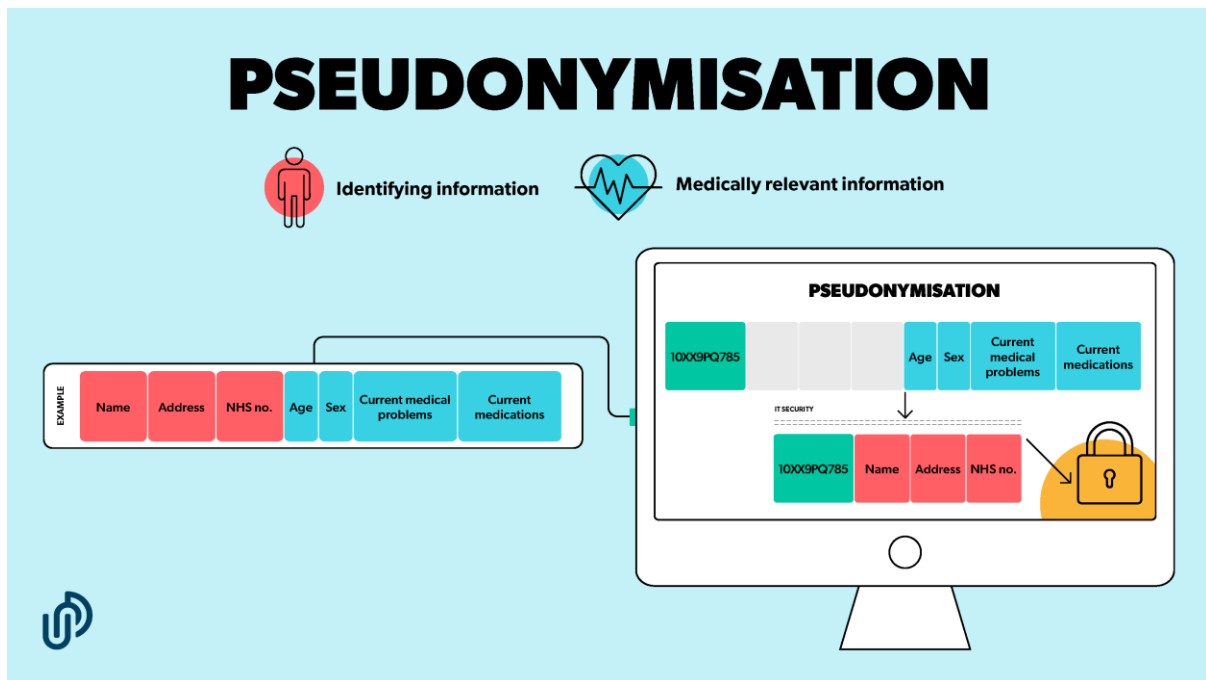 PSEUDONYMISATION
Identifying information
Medically relevant information
EXAMPLE
Name
Address
NHS no.
Age
Sex
Current medical
problems
Current
medications
PSEUDONYMISATION
10XX9PQ785
Age
Sex
Current
medical
problems
Current
medications
IT SECURITY
10XX9PQ785
Name
Address
NHS no.